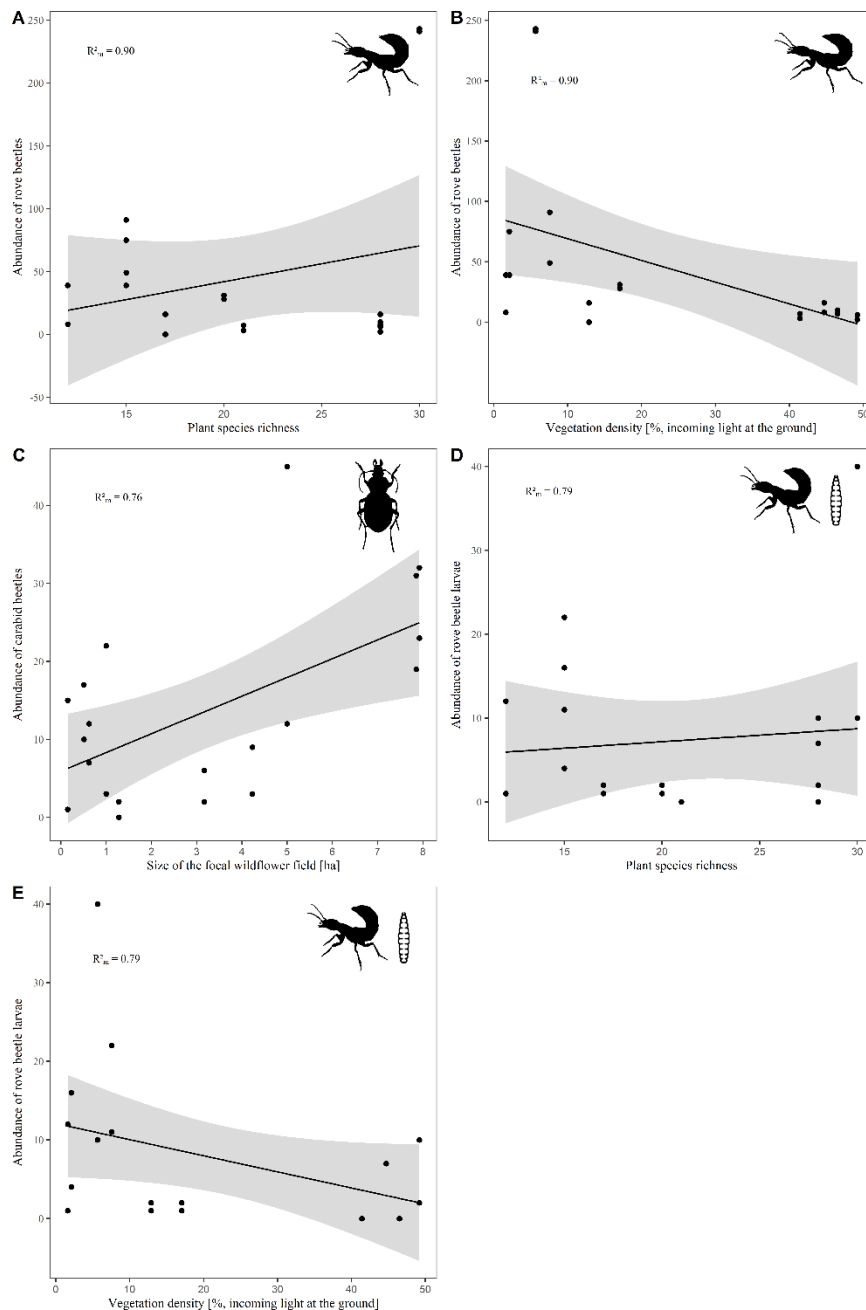 A
R²m = 0.90
250
200
150
100
50
0
-50
Abundance of rove beetles
15
20
25
30
Plant species richness
B
R²m = 0.90
250
200
150
100
50
0
Abundance of rove beetles
0
10
20
30
40
50
Vegetation density [%, incoming light at the ground]
C
R²m = 0.76
40
30
20
10
0
Abundance of carabid beetles
0
1
2
3
4
5
6
7
8
Size of the focal wildflower field [ha]
D
R²m = 0.79
40
30
20
10
0
Abundance of rove beetle larvae
15
20
25
30
Plant species richness
E
R²m = 0.79
40
30
20
10
0
Abundance of rove beetle larvae
0
10
20
30
40
50
Vegetation density [%, incoming light at the ground]